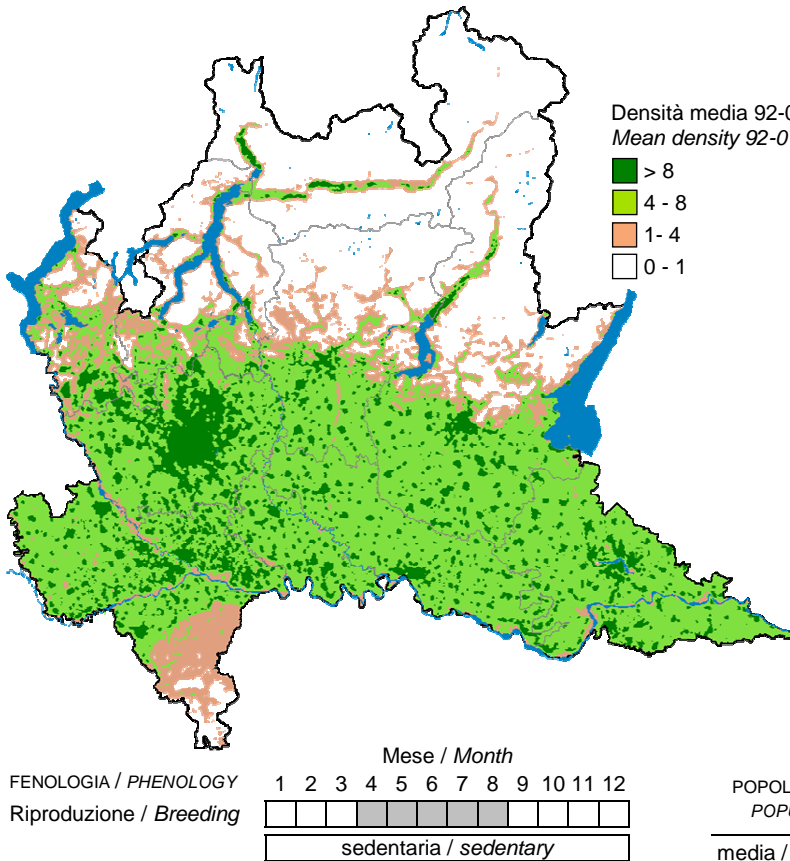 Densità media 92-0
Mean density 92-0
> 8
4 - 8
1- 4
0 - 1
Mese / Month
FENOLOGIA / PHENOLOGY 1 2 3 4 5 6 7 8 9 10 11 12
Riproduzione / Breeding
sedentaria / sedentary
POPOL
POPU
media /